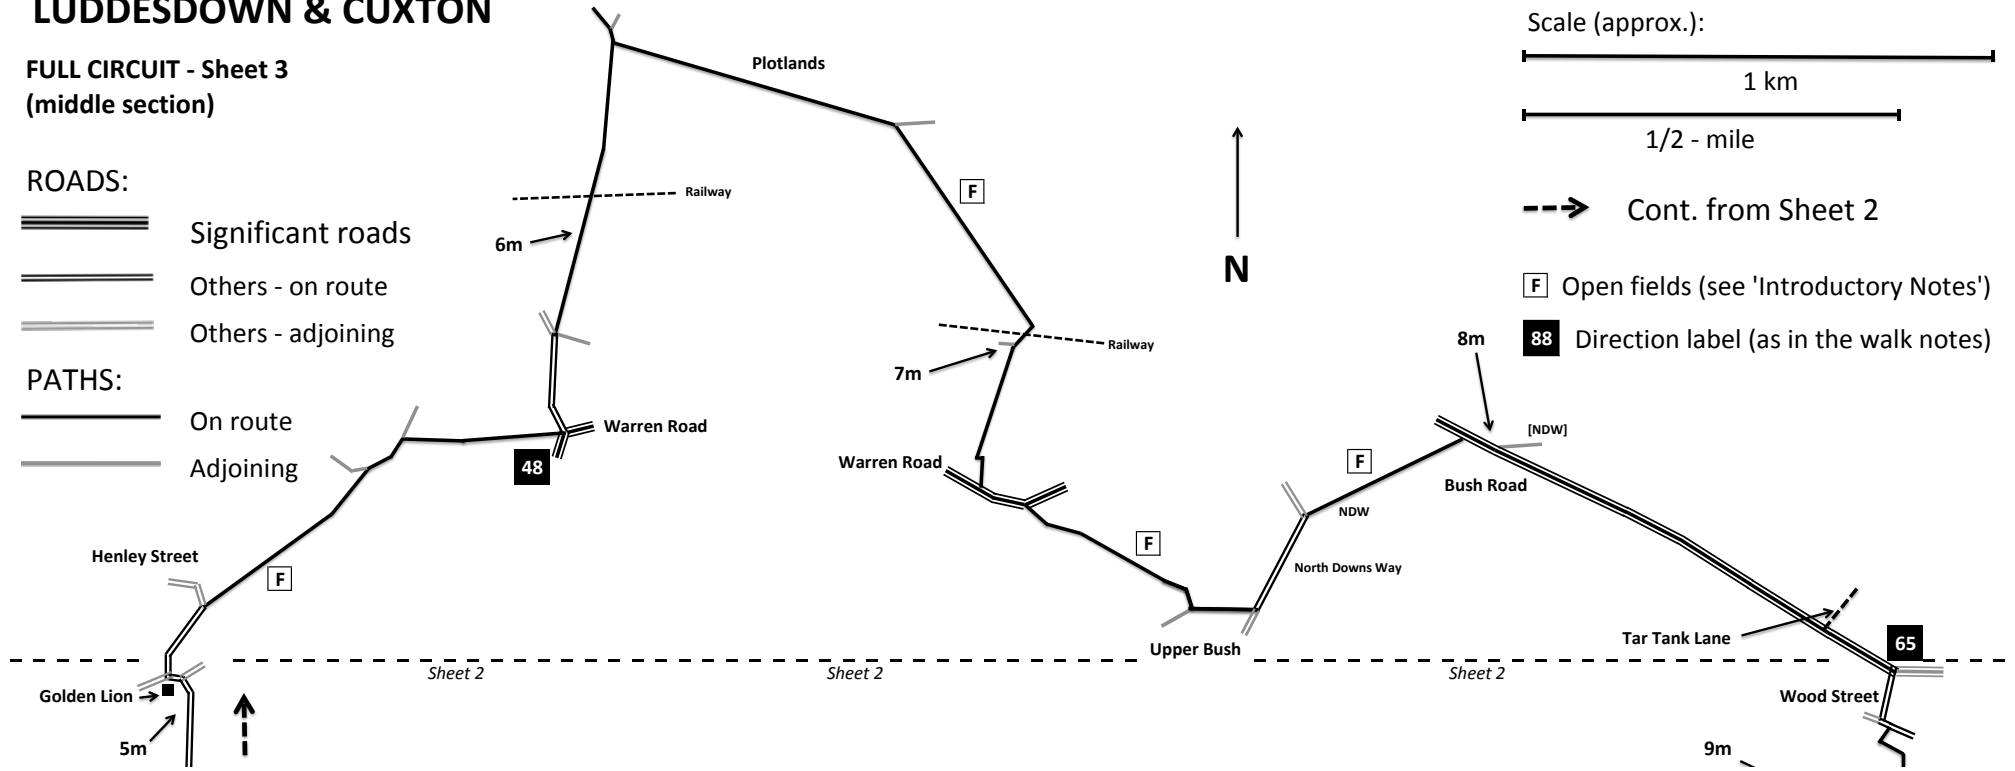 LUDDESDOWN & CUXTON
FULL CIRCUIT - Sheet 3
(middle section)
ROADS:
Significant roads
Others - on route
Others - adjoining
PATHS:
On route
Adjoining
Plotlands
Railway
6m
F
N
Scale (approx.):
1 km
1/2 - mile
Cont. from Sheet 2
F Open fields (see 'Introductory Notes')
88 Direction label (as in the walk notes)
Railway
7m
8m
Warren Road
48
Warren Road
[NDW]
F
Bush Road
NDW
Henley Street
F
F
North Downs Way
Upper Bush
Tar Tank Lane
65
Sheet 2
Sheet 2
Sheet 2
Golden Lion
Wood Street
5m
9m